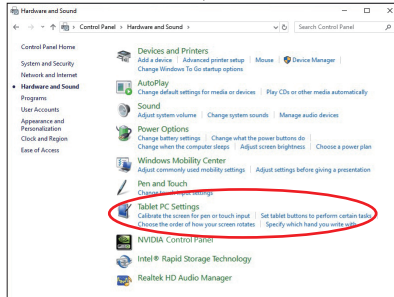 Hardware and Sound
Control Panel > Hardware and Sound
Search Control Panel
Control Panel Home
System and Security
Network and Internet
Hardware and Sound
Programs
User Accounts
Appearance and
Personalization
Clock and Region
Ease of Access
Devices and Printers
Add a device | Advanced printer setup | Mouse | Device Manager
Change Windows To Go startup options
AutoPlay
Change default settings for media or devices | Play CDs or other media automatically
Sound
Adjust system volume | Change system sounds | Manage audio devices
Power Options
Change battery settings | Change what the power buttons do
Change when the computer sleeps | Adjust screen brightness | Choose a power plan
Windows Mobility Center
Adjust commonly used mobility settings | Adjust settings before giving a presentation
Pen and Touch
Change touch input settings
Tablet PC Settings
Calibrate the screen for pen or touch input | Set tablet buttons to perform certain tasks
Choose the order of how your screen rotates | Specify which hand you write with
NVIDIA Control Panel
Intel® Rapid Storage Technology
Realtek HD Audio Manager